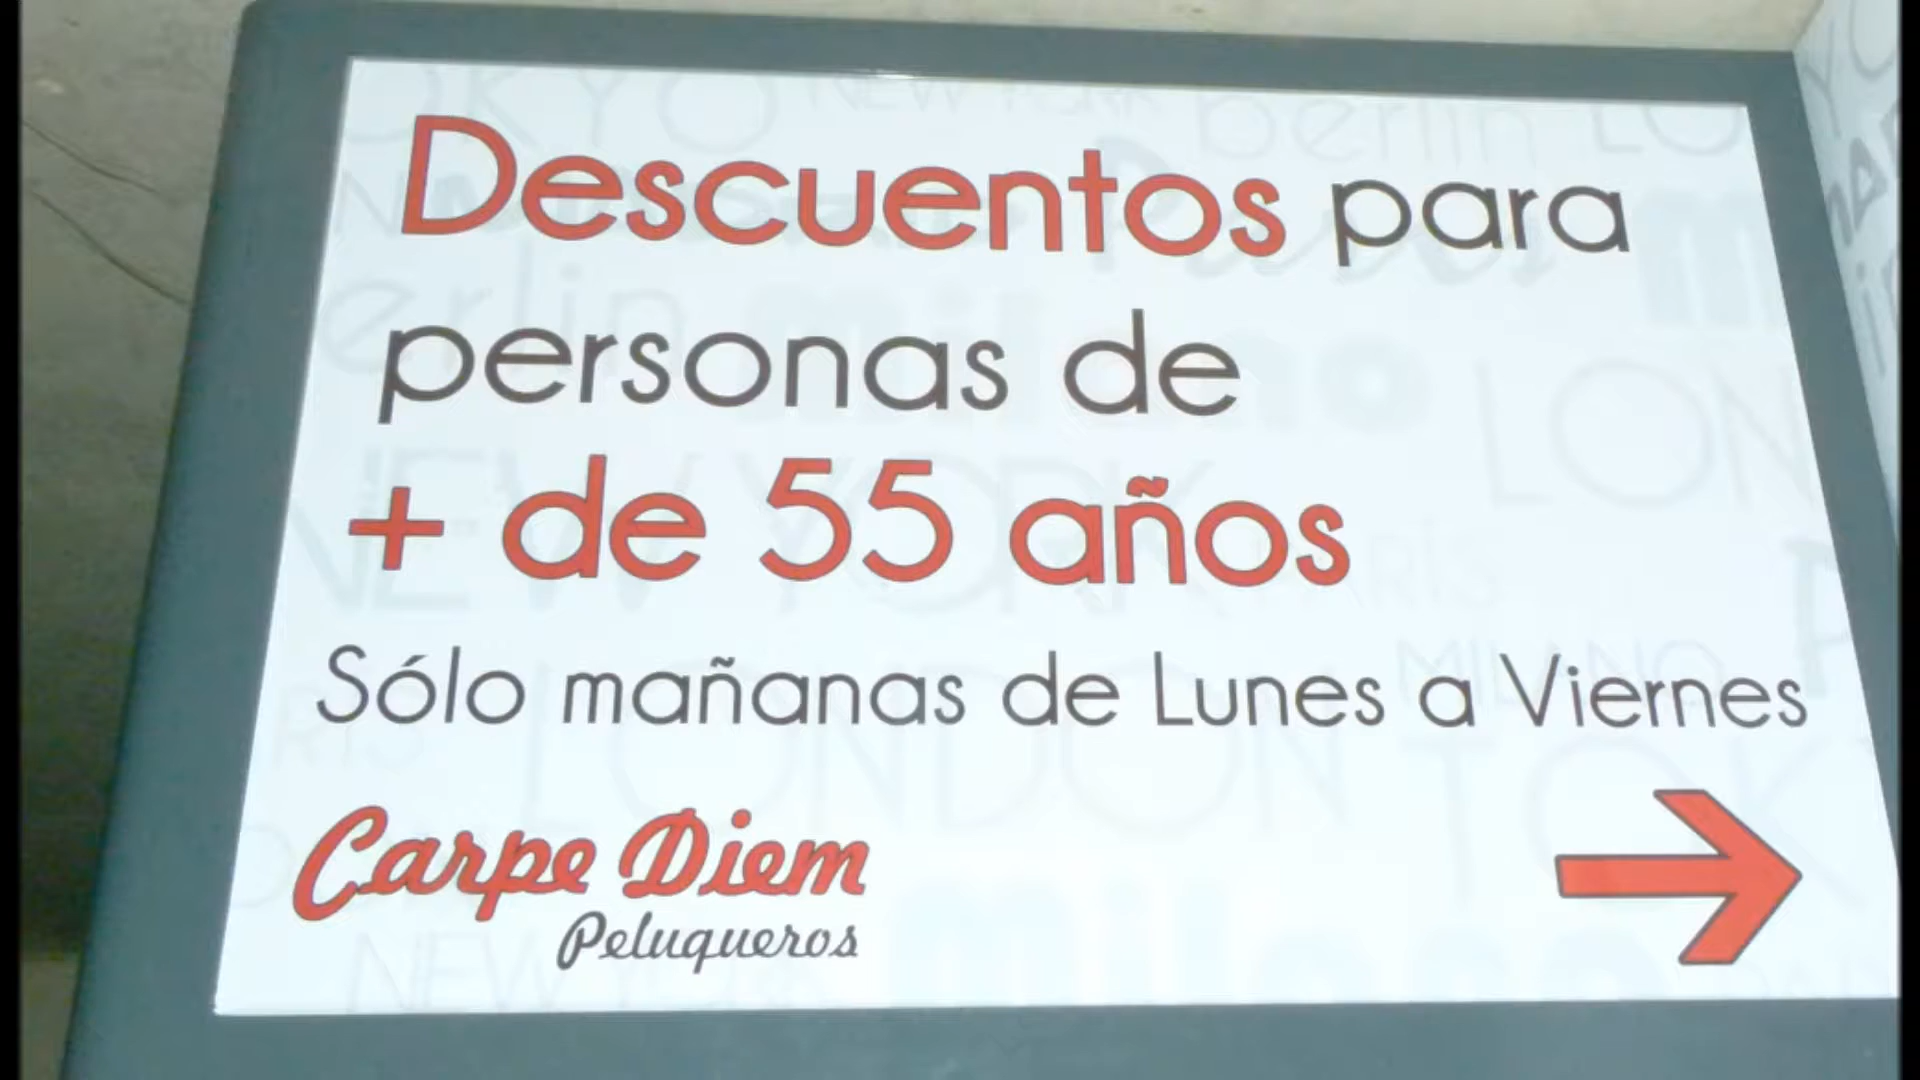 Descuentos para
personas de
+ de 55 años
Sólo mañanas de Lunes a Viernes
Carpe Diem
Peluqueros